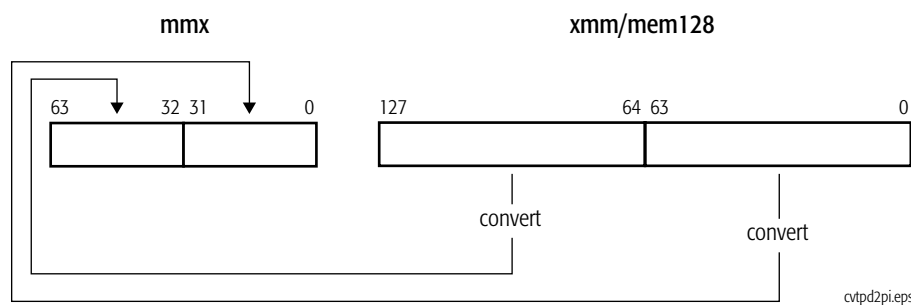 mmx xmm/mem128
63 32 31 0 127 64 63 0
convert
convert
cvtpd2pi.eps